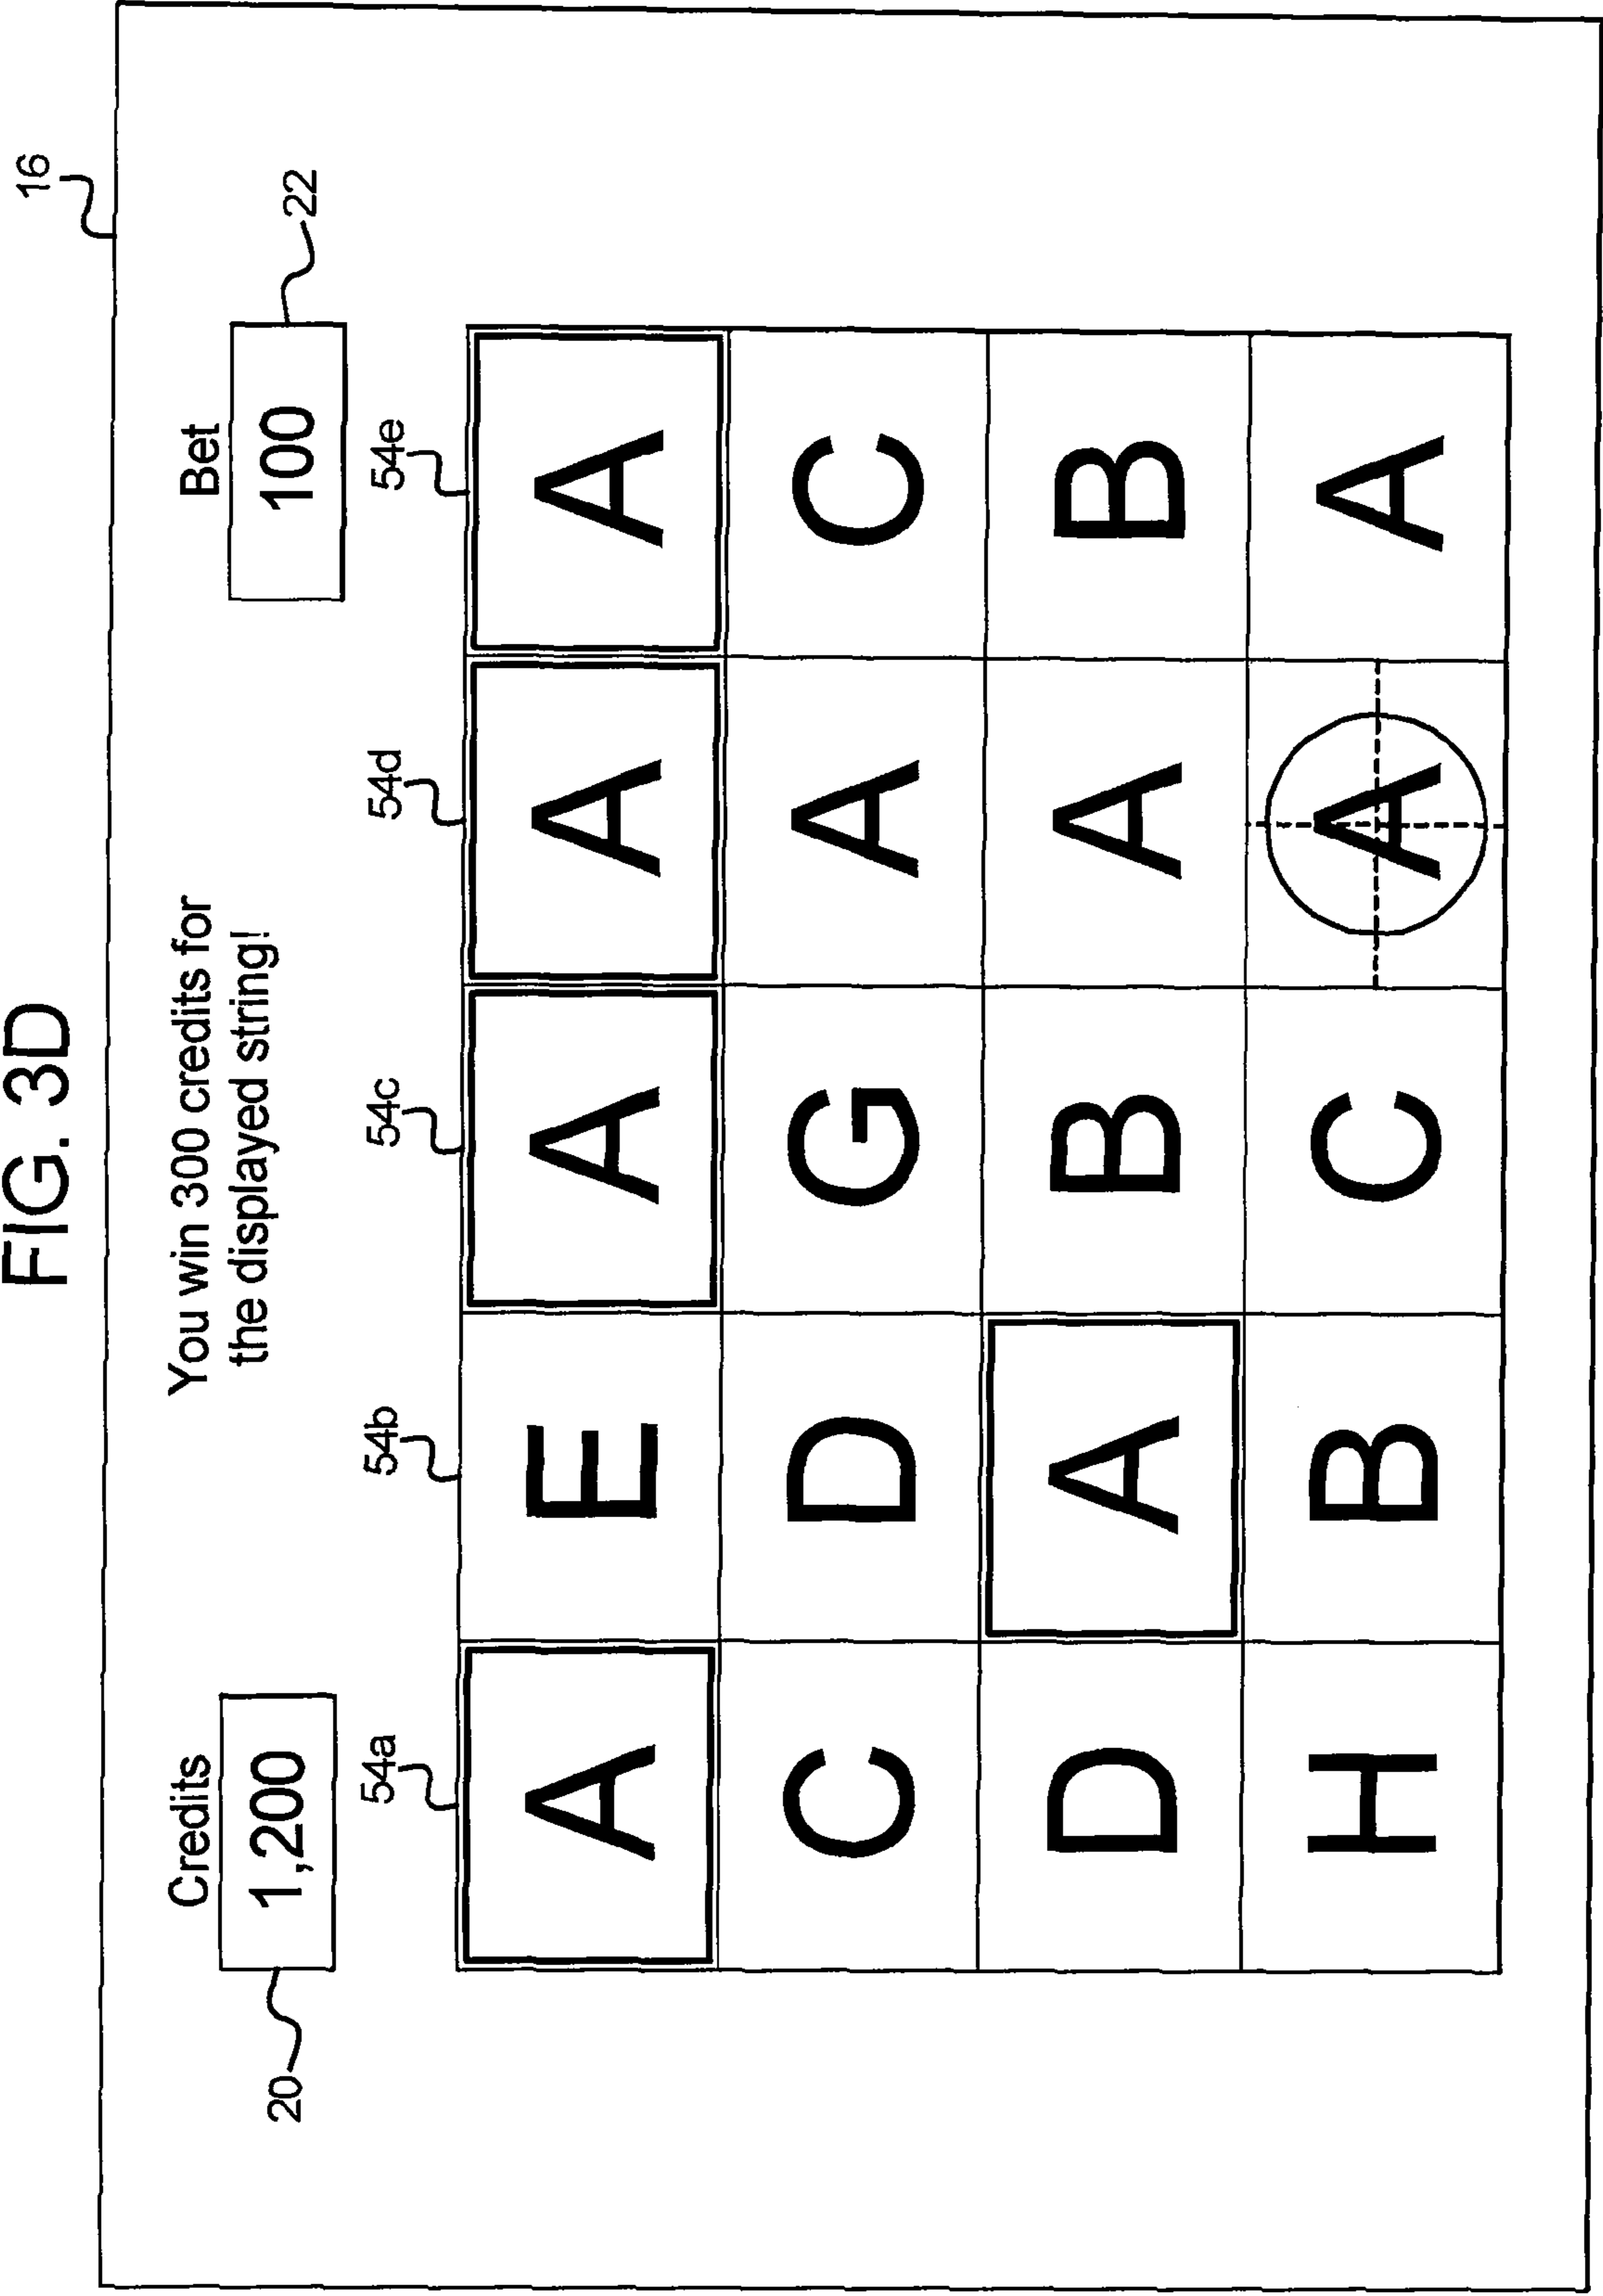 FIG. 3D
16
Credits
1,200
20
You win 300 credits for
the displayed string!
Bet
100
22
54a 54b 54c 54d 54e
A E A A A
C D G A C
D A B A B
H B C A A